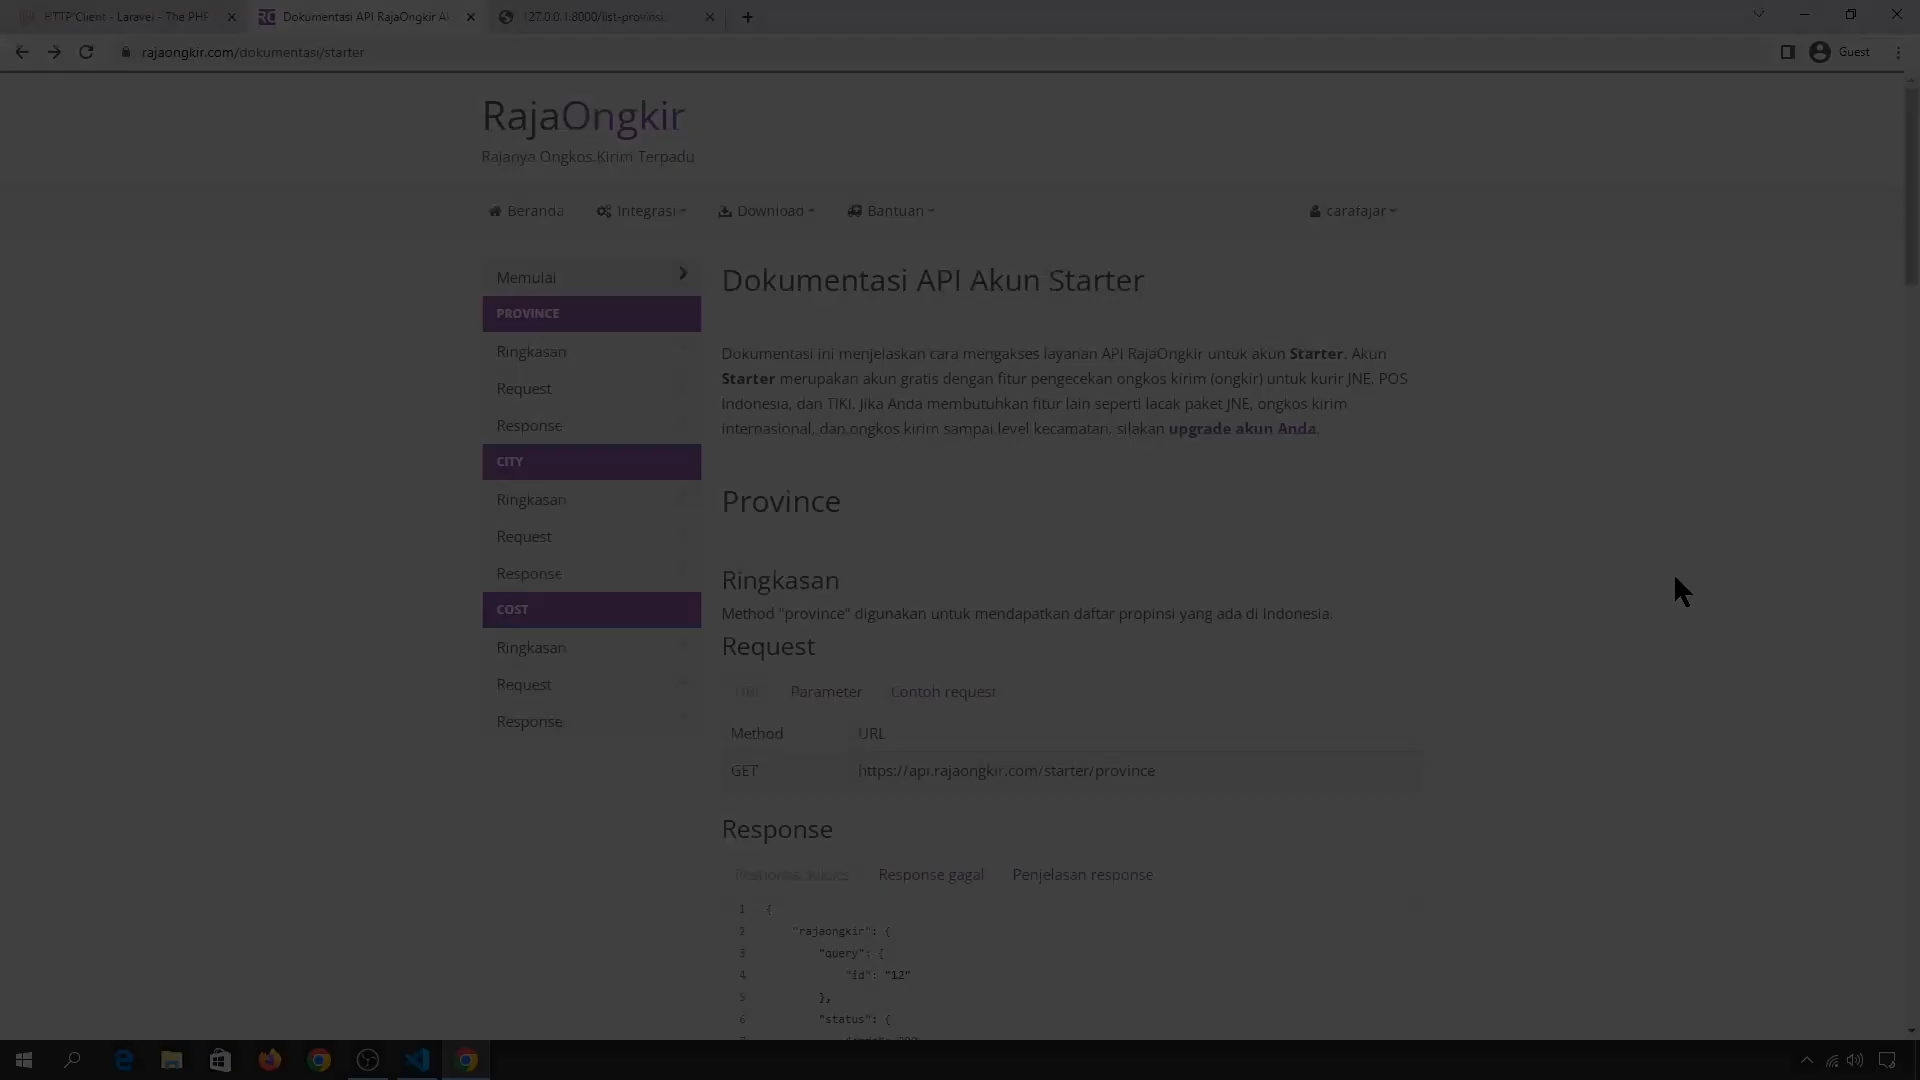 HTTP Client - Laravel - The PHP
Dokumentasi API RajaOngkir A
127.0.0.1:8000/list-provinsi
rajaongkir.com/dokumentasi/starter
Guest
RajaOngkir
Rajanya Ongkos Kirim Terpadu
Beranda
Integrasi
Download
Bantuan
carafajar
Memulai
PROVINCE
Ringkasan
Request
Response
CITY
Ringkasan
Request
Response
COST
Ringkasan
Request
Response
Dokumentasi API Akun Starter
Dokumentasi ini menjelaskan cara mengakses layanan API RajaOngkir untuk akun Starter. Akun
Starter merupakan akun gratis dengan fitur pengecekan ongkos kirim (ongkir) untuk kurir JNE, POS
Indonesia, dan TIKI. Jika Anda membutuhkan fitur lain seperti lacak paket JNE, ongkos kirim
internasional, dan ongkos kirim sampai level kecamatan, silakan upgrade akun Anda.
Province
Ringkasan
Method "province" digunakan untuk mendapatkan daftar propinsi yang ada di Indonesia.
Request
URL
Parameter
Contoh request
Method
URL
GET
https://api.rajaongkir.com/starter/province
Response
Response sukses
Response gagal
Penjelasan response
1 {
2 "rajaongkir": {
3 "query": {
4 "id": "12"
5 },
6 "status": {